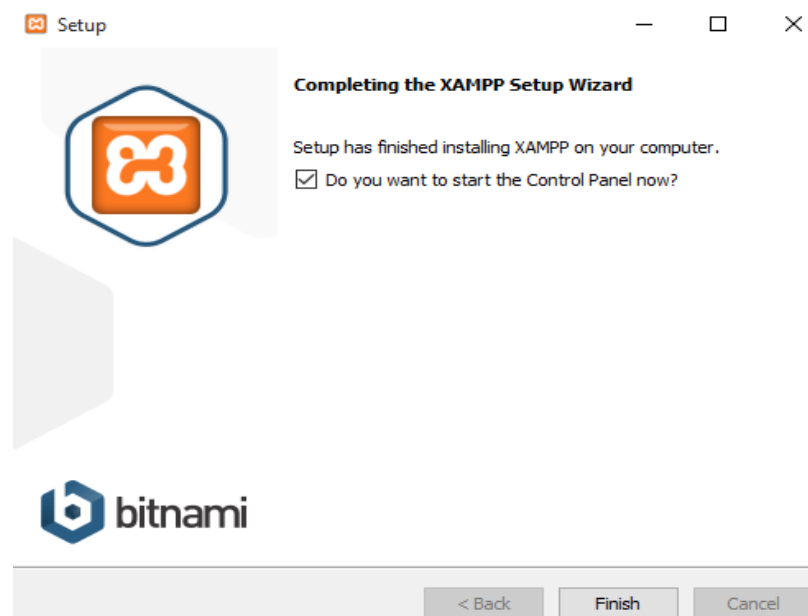 Setup
Completing the XAMPP Setup Wizard
Setup has finished installing XAMPP on your computer.
Do you want to start the Control Panel now?
bitnami
< Back
Finish
Cancel